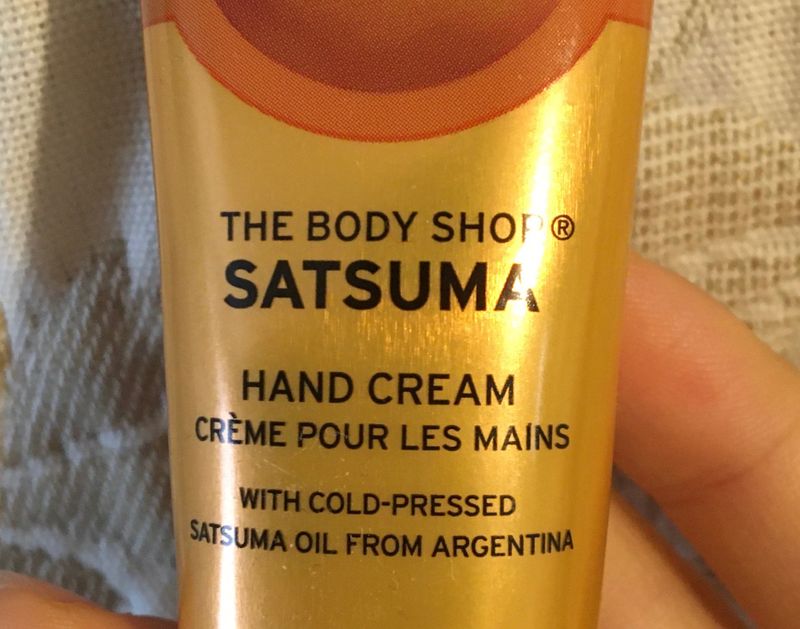 THE BODY SHOP®
SATSUMA
HAND CREAM
CRÈME POUR LES MAINS
WITH COLD-PRESSED
SATSUMA OIL FROM ARGENTINA